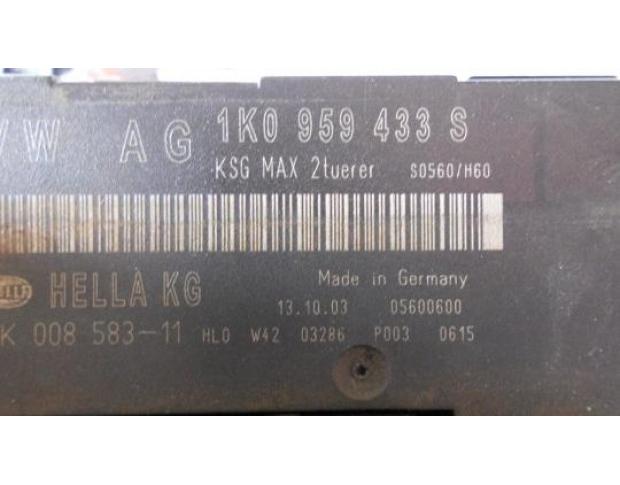 VW AG 1K0 959 433 S
KSG MAX 2tuerer S0560/H60
HELLA KG Made in Germany
13.10.03 05600600
K 008 583-11 HLO W42 03286 P003 0615